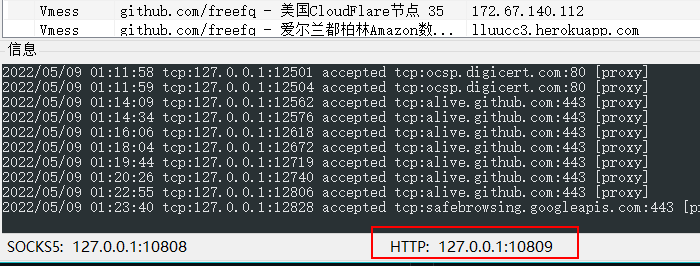 Vmess github.com/freefq - 美国CloudFlare节点 35 172.67.140.112
Vmess github.com/freefq - 爱尔兰都柏林Amazon数... lluucc3.herokuapp.com
信息
2022/05/09 01:11:58 tcp:127.0.0.1:12501 accepted tcp:ocsp.digicert.com:80 [proxy]
2022/05/09 01:11:59 tcp:127.0.0.1:12504 accepted tcp:ocsp.digicert.com:80 [proxy]
2022/05/09 01:14:09 tcp:127.0.0.1:12562 accepted tcp:alive.github.com:443 [proxy]
2022/05/09 01:14:34 tcp:127.0.0.1:12576 accepted tcp:alive.github.com:443 [proxy]
2022/05/09 01:16:06 tcp:127.0.0.1:12618 accepted tcp:alive.github.com:443 [proxy]
2022/05/09 01:18:04 tcp:127.0.0.1:12672 accepted tcp:alive.github.com:443 [proxy]
2022/05/09 01:19:44 tcp:127.0.0.1:12719 accepted tcp:alive.github.com:443 [proxy]
2022/05/09 01:20:26 tcp:127.0.0.1:12740 accepted tcp:alive.github.com:443 [proxy]
2022/05/09 01:22:55 tcp:127.0.0.1:12806 accepted tcp:alive.github.com:443 [proxy]
2022/05/09 01:23:40 tcp:127.0.0.1:12828 accepted tcp:safebrowsing.googleapis.com:443 [p
SOCKS5: 127.0.0.1:10808 HTTP: 127.0.0.1:10809